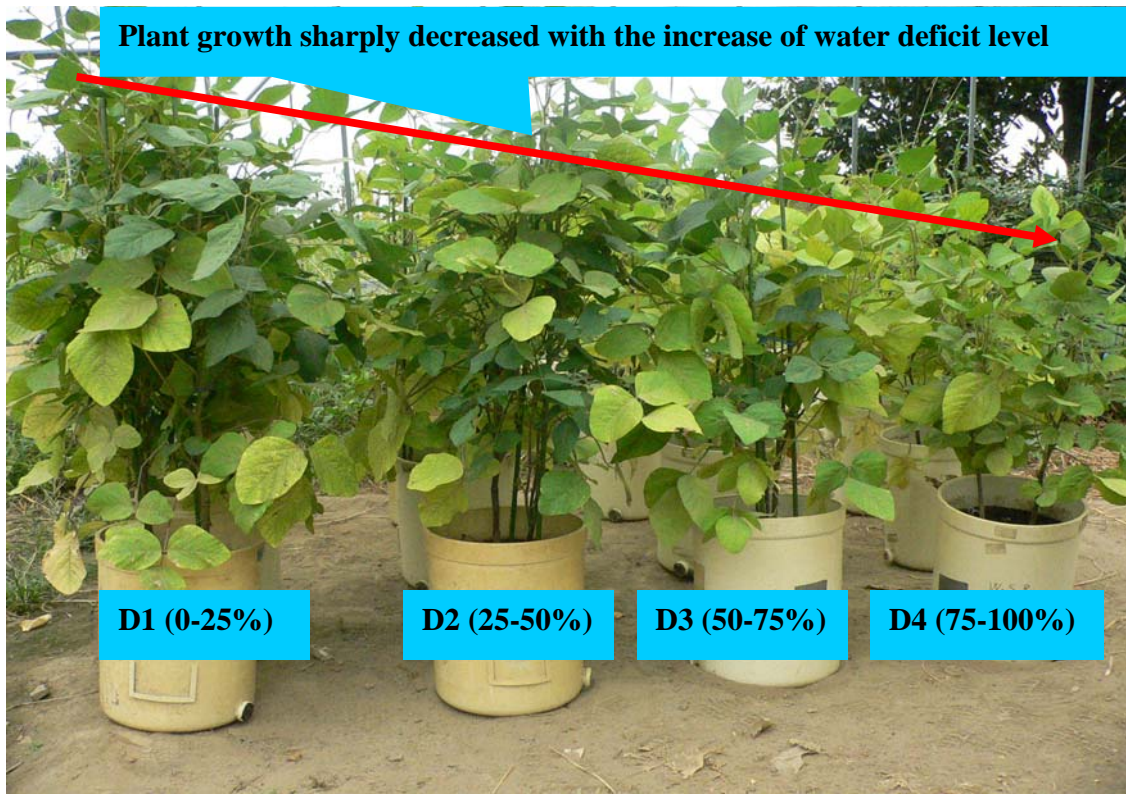 Plant growth sharply decreased with the increase of water deficit level
D1 (0-25%)
D2 (25-50%)
D3 (50-75%)
D4 (75-100%)